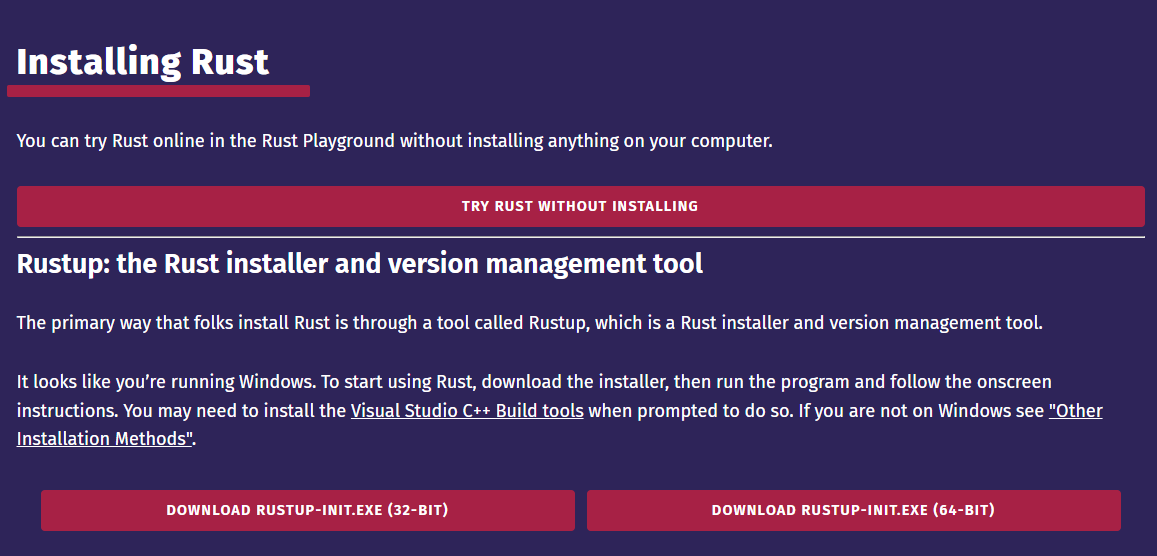 Installing Rust
You can try Rust online in the Rust Playground without installing anything on your computer.
TRY RUST WITHOUT INSTALLING
Rustup: the Rust installer and version management tool
The primary way that folks install Rust is through a tool called Rustup, which is a Rust installer and version management tool.
It looks like you’re running Windows. To start using Rust, download the installer, then run the program and follow the onscreen
instructions. You may need to install the Visual Studio C++ Build tools when prompted to do so. If you are not on Windows see "Other
Installation Methods".
DOWNLOAD RUSTUP-INIT.EXE (32-BIT)
DOWNLOAD RUSTUP-INIT.EXE (64-BIT)